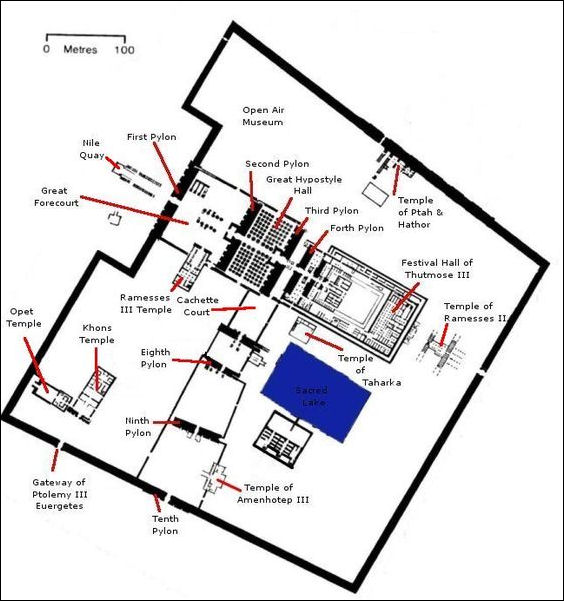 0 100
Metres
Open Air
Museum
First Pylon
Nile
Quay
Second Pylon
Great Hypostyle
Hall
Great
Forecourt
Third Pylon
Temple
of Ptah &
Hathor
Forth Pylon
Festival Hall of
Thutmose III
Ramesses
III Temple
Cachette
Court
Temple of
Ramesses II
Opet
Temple
Khons
Temple
Eighth
Pylon
Temple
of
Taharka
Sacred
Lake
Ninth
Pylon
Gateway of
Ptolemy III
Euergetes
Temple of
Amenhotep III
Tenth
Pylon